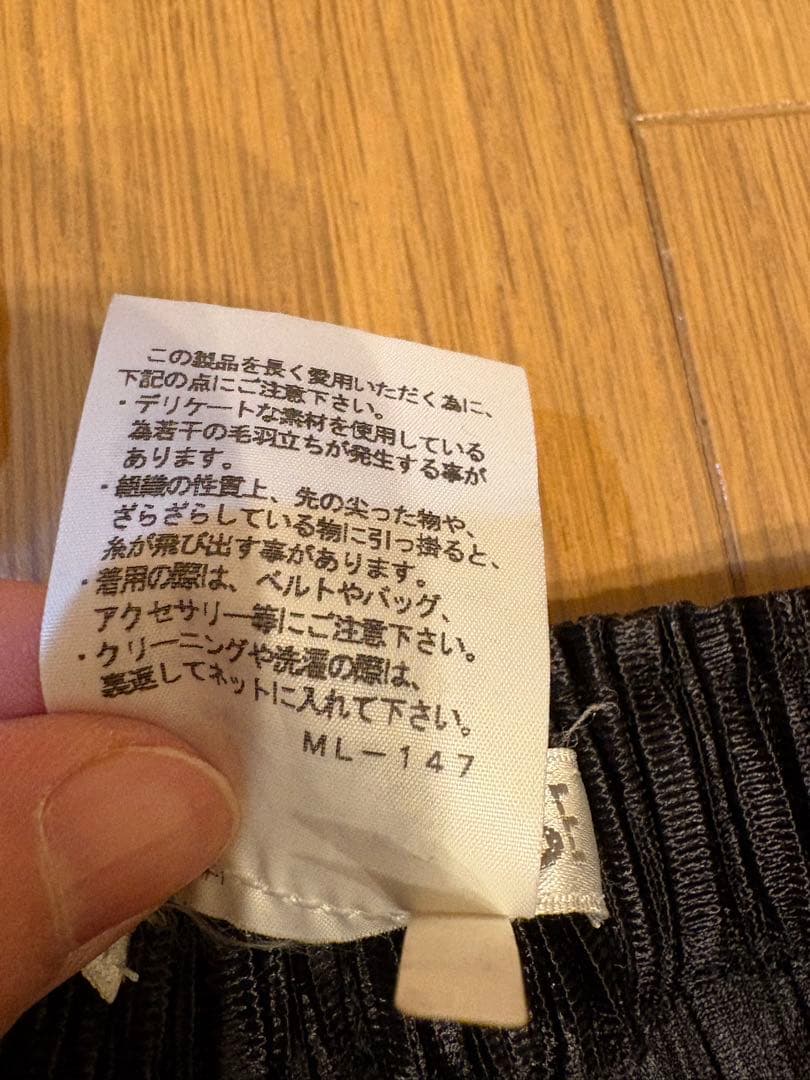 この製品を長く愛用いただく為に、
下記の点にご注意下さい。
・デリケートな素材を使用している
為若干の毛羽立ちが発生する事が
あります。
・組織の性質上、先の尖った物や、
ざらざらしている物に引っ掛ると、
糸が飛び出す事があります。
・着用の際は、ベルトやバッグ、
アクセサリー等にご注意下さい。
・クリーニングや洗濯の際は、
裏返してネットに入れて下さい。
ML-147